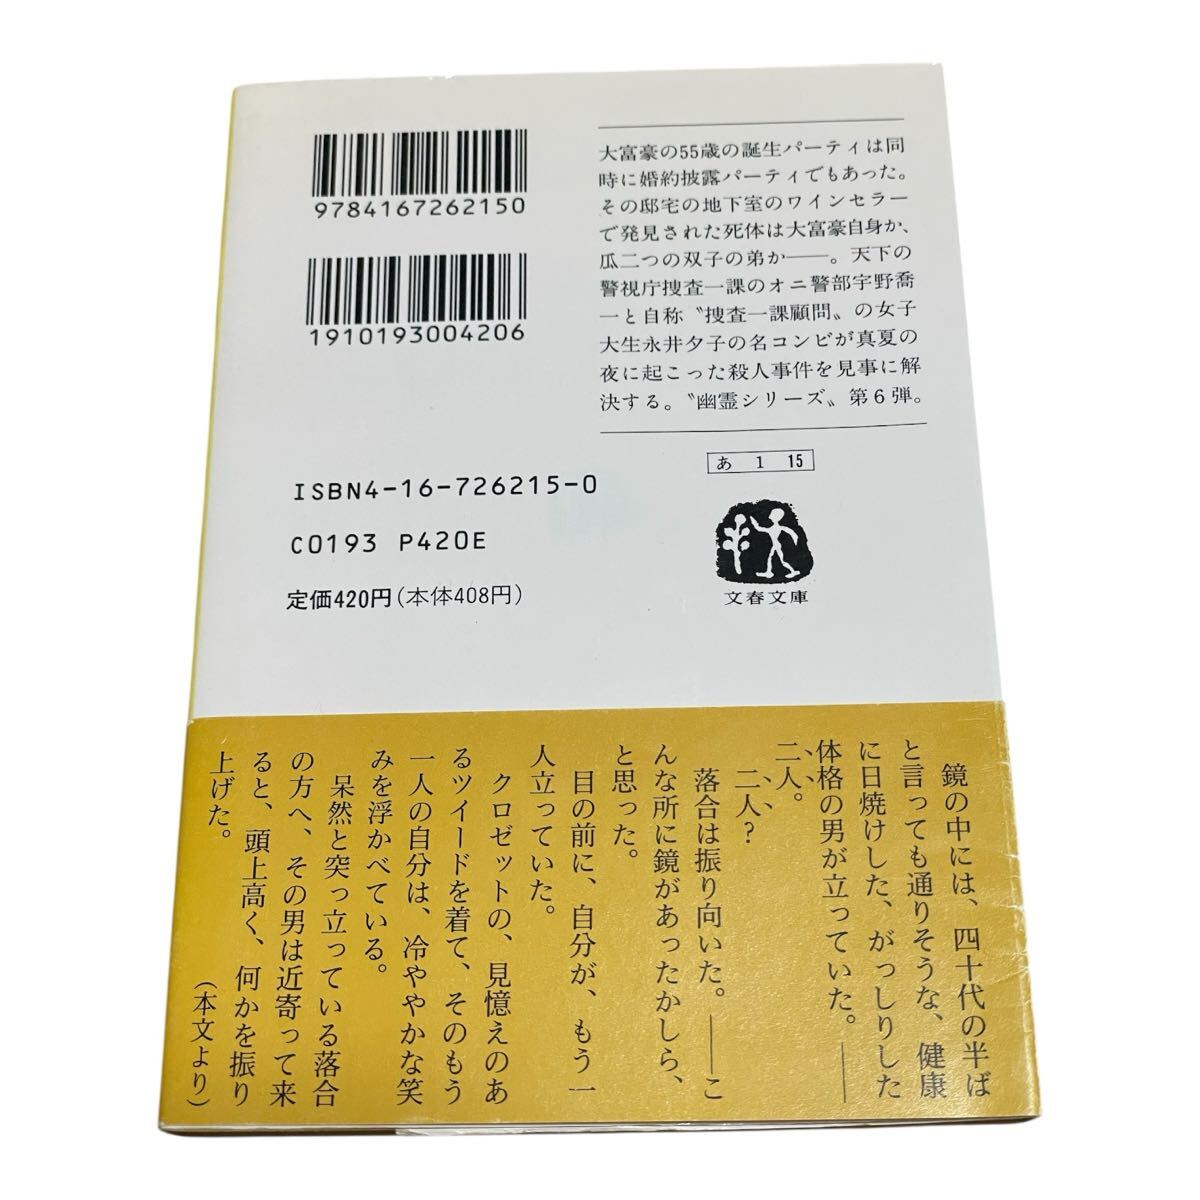 9784167262150
1910193004206
大富豪の55歳の誕生パーティは同
時に婚約披露パーティでもあった。
その邸宅の地下室のワインセラー
で発見された死体は大富豪自身か、
瓜二つの双子の弟か――。天下の
警視庁捜査一課のオニ警部宇野喬
一と自称〝捜査一課顧問〟の女子
大生永井夕子の名コンビが真夏の
夜に起こった殺人事件を見事に解
決する。〝幽霊シリーズ〟第6弾。
あ 1 15
文春文庫
ISBN4-16-726215-0
C0193 P420E
定価420円(本体408円)
鏡の中には、四十代の半ば
と言っても通りそうな、健康
に日焼けした、がっしりした
体格の男が立っていた。――
二人。
二人?
落合は振り向いた。――こ
んな所に鏡があったかしら、
と思った。
目の前に、自分が、もう一
人立っていた。
クロゼットの、見憶えのあ
るツイードを着て、そのもう
一人の自分は、冷ややかな笑
みを浮かべている。
呆然と突っ立っている落合
の方へ、その男は近寄って来
ると、頭上高く、何かを振り
上げた。
(本文より)